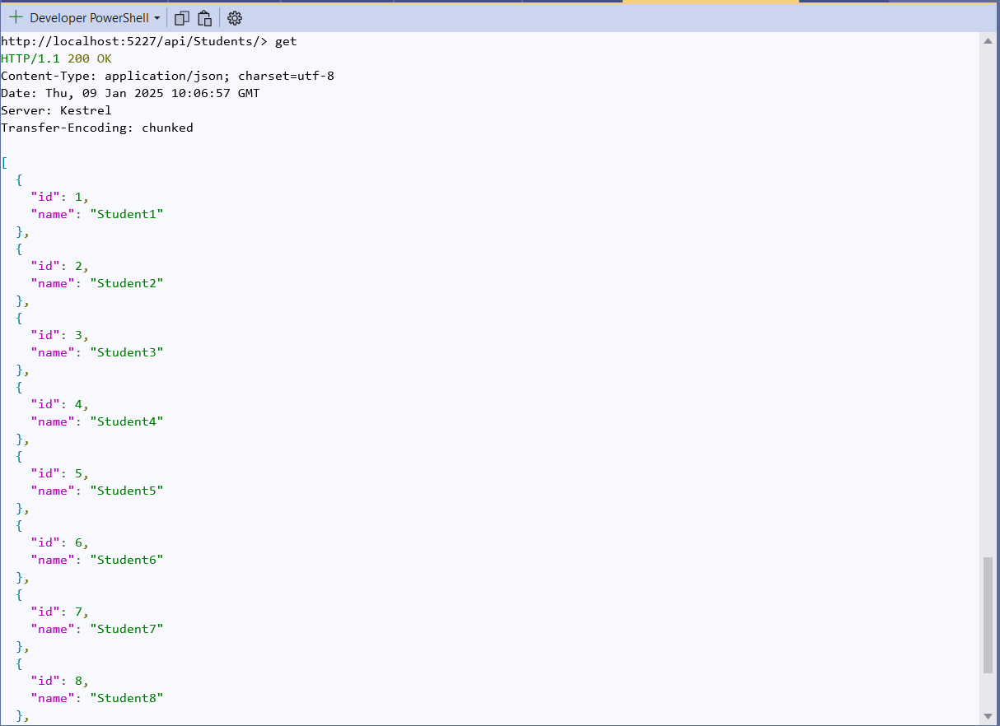 Developer PowerShell
http://localhost:5227/api/Students/> get
HTTP/1.1 200 OK
Content-Type: application/json; charset=utf-8
Date: Thu, 09 Jan 2025 10:06:57 GMT
Server: Kestrel
Transfer-Encoding: chunked

[
  {
    "id": 1,
    "name": "Student1"
  },
  {
    "id": 2,
    "name": "Student2"
  },
  {
    "id": 3,
    "name": "Student3"
  },
  {
    "id": 4,
    "name": "Student4"
  },
  {
    "id": 5,
    "name": "Student5"
  },
  {
    "id": 6,
    "name": "Student6"
  },
  {
    "id": 7,
    "name": "Student7"
  },
  {
    "id": 8,
    "name": "Student8"
  },